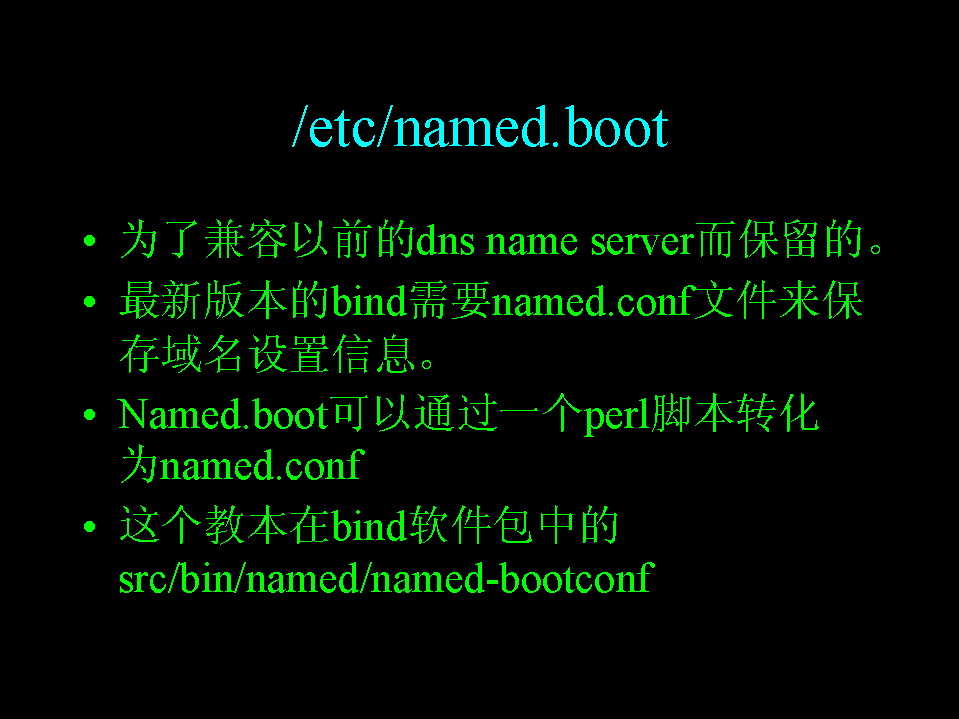 /etc/named.boot
• 为了兼容以前的dns name server而保留的。
• 最新版本的bind需要named.conf文件来保
存域名设置信息。
• Named.boot可以通过一个perl脚本转化
为named.conf
• 这个教本在bind软件包中的
src/bin/named/named-bootconf